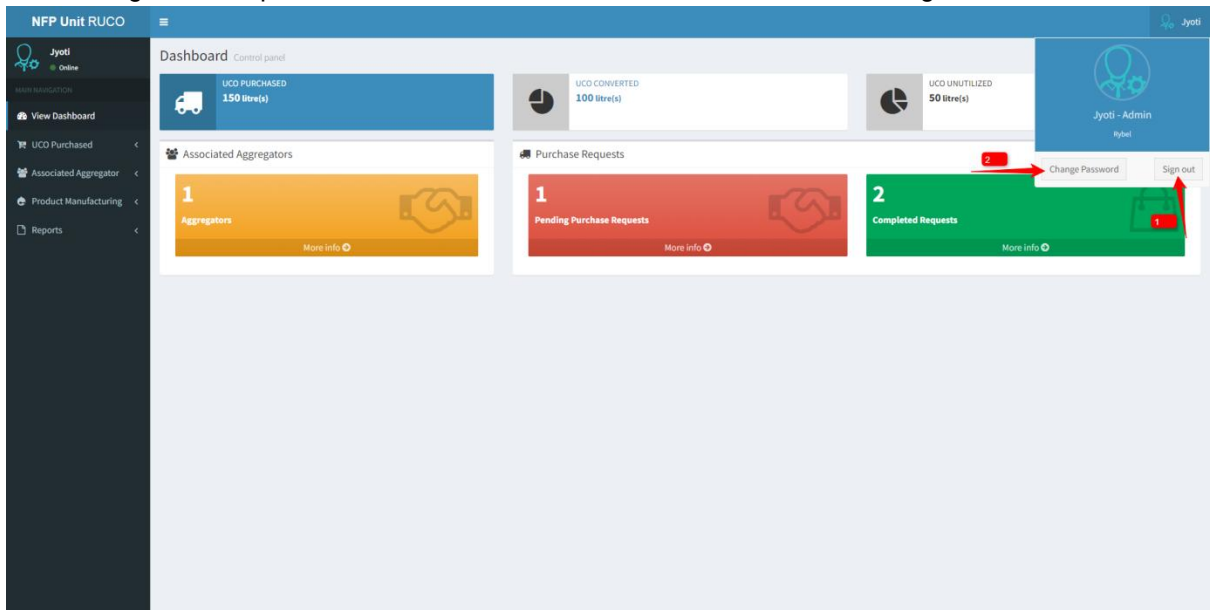 NFP Unit RUCO
Jyoti
Jyoti
Online
MAIN NAVIGATION
View Dashboard
UCO Purchased
Associated Aggregator
Product Manufacturing
Reports
Dashboard Control panel
UCO PURCHASED
150 litre(s)
UCO CONVERTED
100 litre(s)
UCO UNUTILIZED
50 litre(s)
Jyoti - Admin
Rybel
Change Password
Sign out
2
1
Associated Aggregators
1
Aggregators
More info
Purchase Requests
1
Pending Purchase Requests
More info
2
Completed Requests
More info